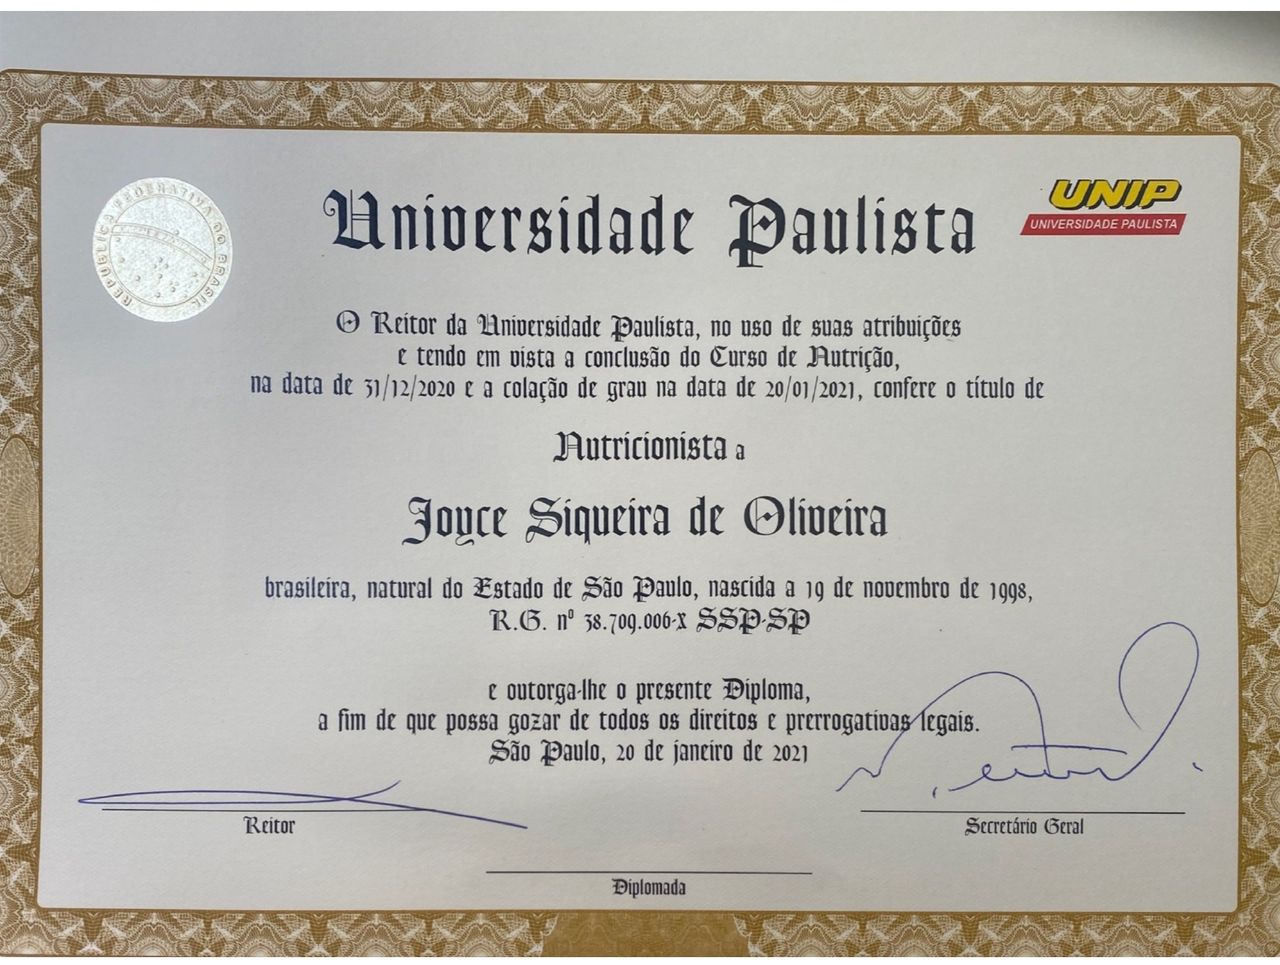 REPUBLICA FEDERATIVA DO BRASIL
Universidade Paulista
UNIP
UNIVERSIDADE PAULISTA
O Reitor da Universidade Paulista, no uso de suas atribuições
e tendo em vista a conclusão do Curso de Nutrição,
na data de 31/12/2020 e a colação de grau na data de 20/01/2021, confere o título de
Nutricionista a
Joyce Siqueira de Oliveira
brasileira, natural do Estado de São Paulo, nascida a 19 de novembro de 1998,
R.G. nº 38.709.006-X SSP-SP
e outorga-lhe o presente Diploma,
a fim de que possa gozar de todos os direitos e prerrogativas legais.
São Paulo, 20 de janeiro de 2021
Reitor
Secretário Geral
Diplomada